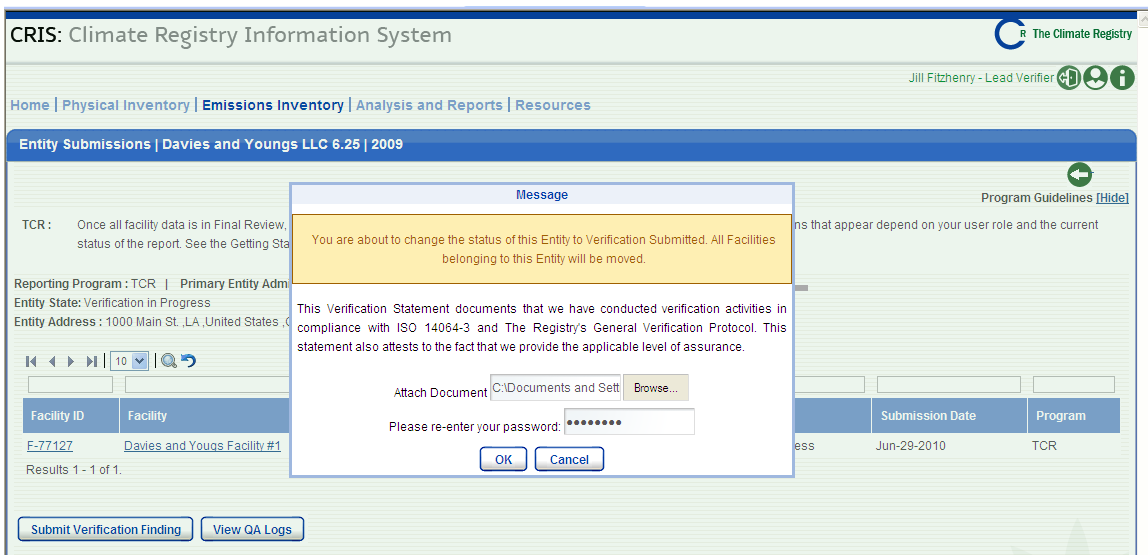 CRIS: Climate Registry Information System
R The Climate Registry
Jill Fitzhenry - Lead Verifier
Home | Physical Inventory | Emissions Inventory | Analysis and Reports | Resources
Entity Submissions | Davies and Youngs LLC 6.25 | 2009
Program Guidelines [Hide]
TCR : Once all facility data is in Final Review, ns that appear depend on your user role and the current
status of the report. See the Getting Sta
Reporting Program : TCR | Primary Entity Admi
Entity State: Verification in Progress
Entity Address : 1000 Main St. ,LA ,United States ,
Message
You are about to change the status of this Entity to Verification Submitted. All Facilities
belonging to this Entity will be moved.
This Verification Statement documents that we have conducted verification activities in
compliance with ISO 14064-3 and The Registry's General Verification Protocol. This
statement also attests to the fact that we provide the applicable level of assurance.
Attach Document C:\Documents and Sett Browse...
Please re-enter your password: ••••••••
OK Cancel
10
Facility ID Facility Submission Date Program
F-77127 Davies and Yougs Facility #1 ess Jun-29-2010 TCR
Results 1 - 1 of 1.
Submit Verification Finding View QA Logs